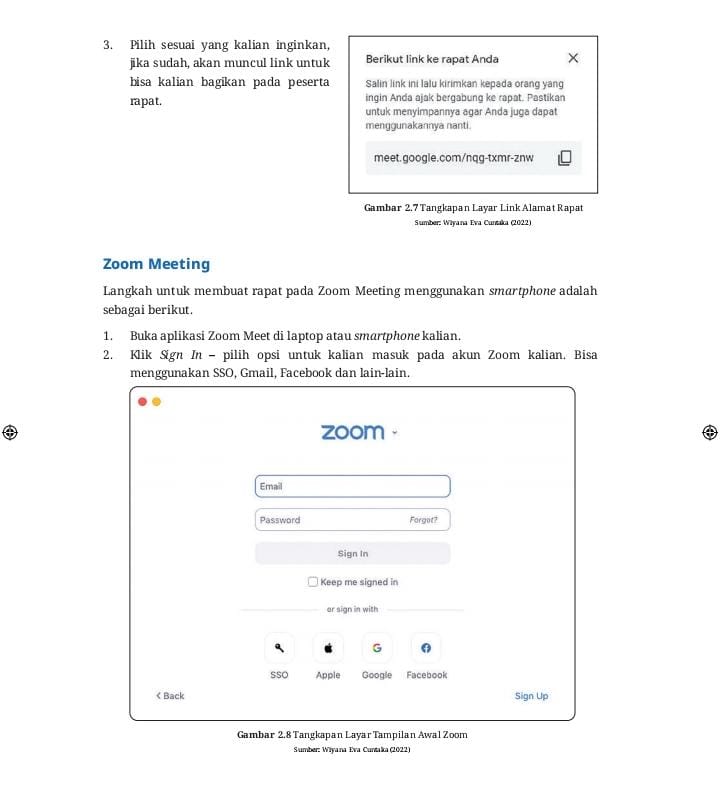 3. Pilih sesuai yang kalian inginkan,
jika sudah, akan muncul link untuk
bisa kalian bagikan pada peserta
rapat.
Berikut link ke rapat Anda
Salin link ini lalu kirimkan kepada orang yang
ingin Anda ajak bergabung ke rapat. Pastikan
untuk menyimpannya agar Anda juga dapat
menggunakannya nanti.
meet.google.com/nqg-txmr-znw
Gambar 2.7 Tangkapan Layar Link Alamat Rapat
Sumber: Wiyana Eva Cuntaka (2022)
Zoom Meeting
Langkah untuk membuat rapat pada Zoom Meeting menggunakan smartphone adalah
sebagai berikut.
1. Buka aplikasi Zoom Meet di laptop atau smartphone kalian.
2. Klik Sign In – pilih opsi untuk kalian masuk pada akun Zoom kalian. Bisa
menggunakan SSO, Gmail, Facebook dan lain-lain.
zoom
Email
Password Forgot?
Sign In
Keep me signed in
or sign in with
SSO Apple Google Facebook
< Back Sign Up
Gambar 2.8 Tangkapan Layar Tampilan Awal Zoom
Sumber: Wiyana Eva Cuntaka (2022)